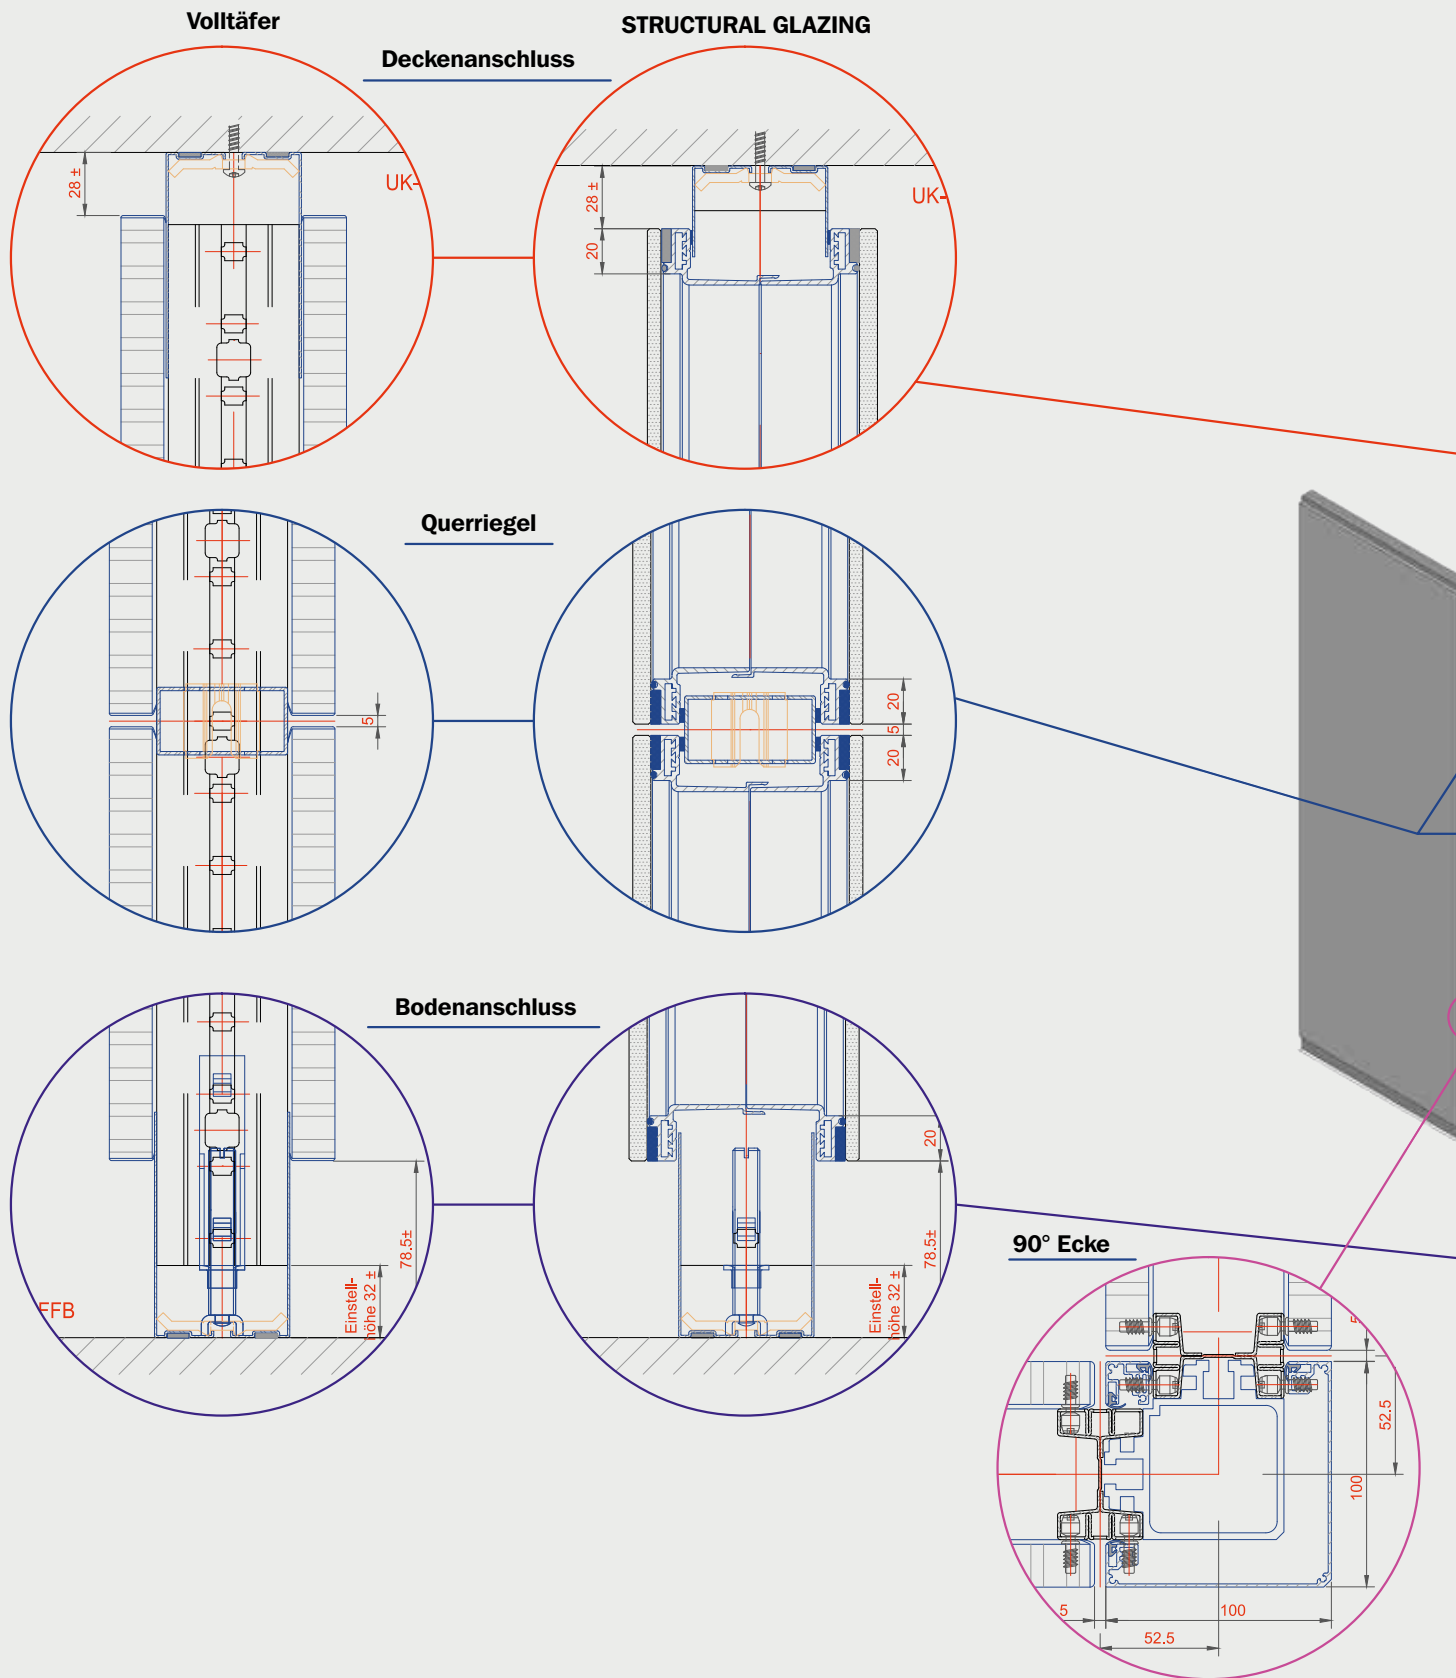 Volltäfer
STRUCTURAL GLAZING
Deckenanschluss
28 ±
UK-
28 ±
20
UK-
Querriegel
5
20
5
20
Bodenanschluss
78.5±
Einstell-
höhe 32 ±
FFB
20
78.5±
Einstell-
höhe 32 ±
90° Ecke
5
52.5
100
5
100
52.5